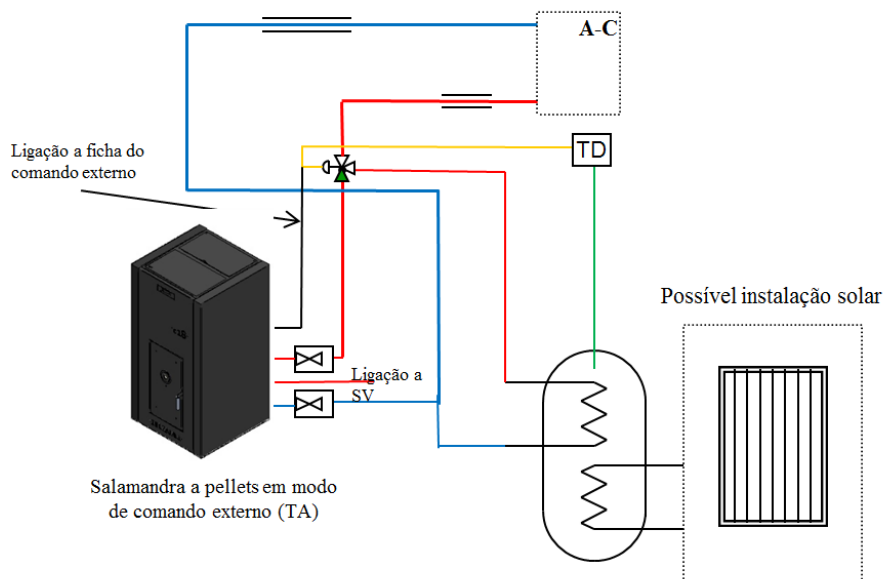 A-C
Ligação a ficha do
comando externo
TD
Possível instalação solar
Ligação a
SV
Salamandra a pellets em modo
de comando externo (TA)